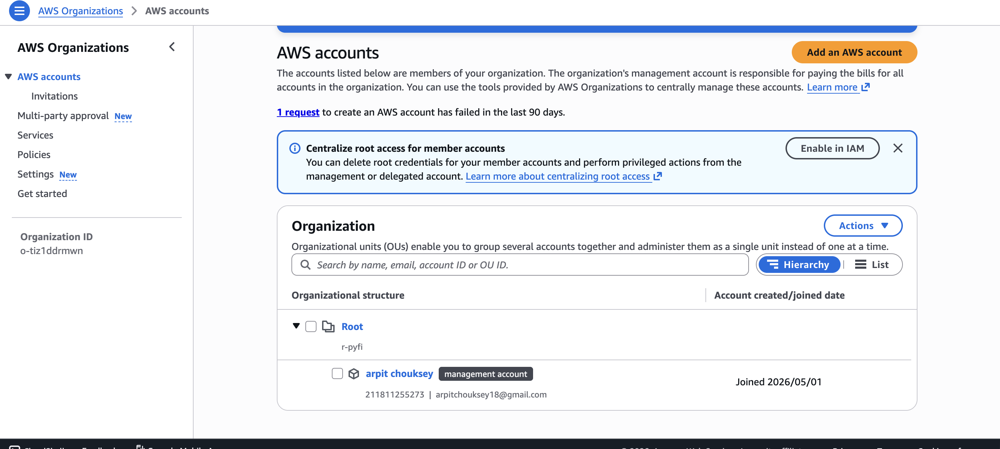 AWS Organizations > AWS accounts
AWS Organizations
AWS accounts
Invitations
Multi-party approval New
Services
Policies
Settings New
Get started
Organization ID
o-tiz1ddrmwn
AWS accounts
Add an AWS account
The accounts listed below are members of your organization. The organization's management account is responsible for paying the bills for all
accounts in the organization. You can use the tools provided by AWS Organizations to centrally manage these accounts. Learn more
1 request to create an AWS account has failed in the last 90 days.
Centralize root access for member accounts
Enable in IAM
You can delete root credentials for your member accounts and perform privileged actions from the
management or delegated account. Learn more about centralizing root access
Organization
Actions
Organizational units (OUs) enable you to group several accounts together and administer them as a single unit instead of one at a time.
Search by name, email, account ID or OU ID.
Hierarchy | List
Organizational structure
Account created/joined date
Root
r-pyfi
arpit chouksey management account
Joined 2026/05/01
211811255273 | arpitchouksey18@gmail.com